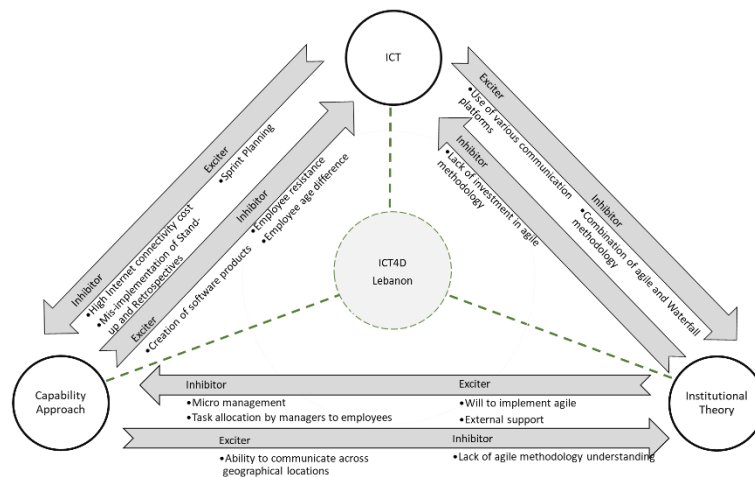 ICT
Exciter
•Sprint Planning
Inhibitor
•High Internet connectivity cost
•Mis-implementation of Stand-
up and Retrospectives
Inhibitor
•Employee resistance
•Employee age difference
Exciter
•Creation of software products
Exciter
•Use of various communication
platforms
Inhibitor
•Combination of agile and Waterfall
methodology
Inhibitor
•Lack of investment in agile
methodology
ICT4D
Lebanon
Capability
Approach
Institutional
Theory
Inhibitor
•Micro management
•Task allocation by managers to employees
Exciter
•Will to implement agile
•External support
Exciter
•Ability to communicate across
geographical locations
Inhibitor
•Lack of agile methodology understanding